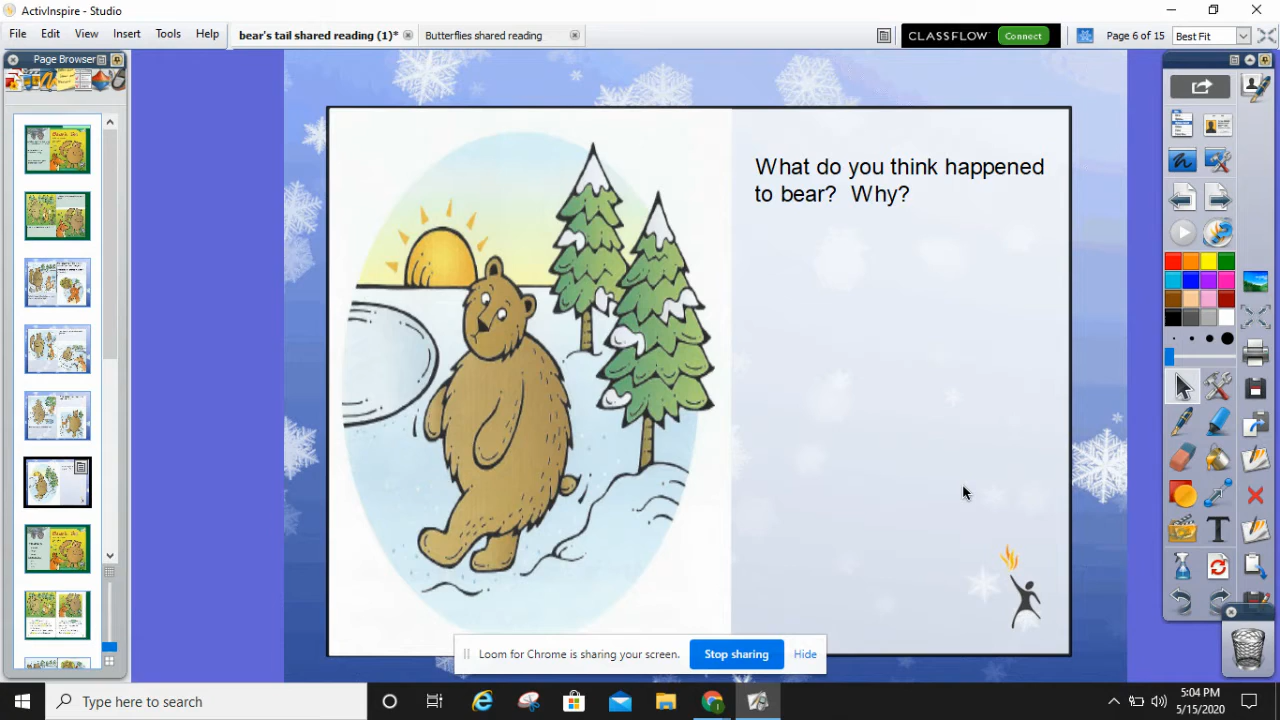 ActivInspire - Studio
File Edit View Insert Tools Help
bear's tail shared reading (1)*
Butterflies shared reading
CLASSFLOW Connect
Page 6 of 15
Best Fit
Page Browser
What do you think happened
to bear? Why?
T
Loom for Chrome is sharing your screen. Stop sharing Hide
Type here to search
5:04 PM
5/15/2020